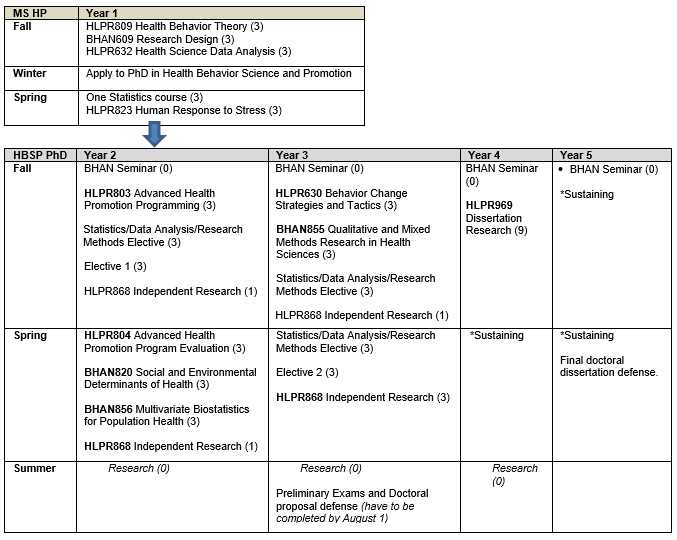 MS HP
Year 1
Fall
HLPR809 Health Behavior Theory (3)
BHAN609 Research Design (3)
HLPR632 Health Science Data Analysis (3)
Winter
Apply to PhD in Health Behavior Science and Promotion
Spring
One Statistics course (3)
HLPR823 Human Response to Stress (3)
HBSP PhD
Year 2
Year 3
Year 4
Year 5
Fall
BHAN Seminar (0)
HLPR803 Advanced Health
Promotion Programming (3)
Statistics/Data Analysis/Research
Methods Elective (3)
Elective 1 (3)
HLPR868 Independent Research (1)
BHAN Seminar (0)
HLPR630 Behavior Change
Strategies and Tactics (3)
BHAN855 Qualitative and Mixed
Methods Research in Health
Sciences (3)
Statistics/Data Analysis/Research
Methods Elective (3)
HLPR868 Independent Research (1)
BHAN Seminar
(0)
HLPR969
Dissertation
Research (9)
• BHAN Seminar (0)
*Sustaining
Spring
HLPR804 Advanced Health
Promotion Program Evaluation (3)
BHAN820 Social and Environmental
Determinants of Health (3)
BHAN856 Multivariate Biostatistics
for Population Health (3)
HLPR868 Independent Research (1)
Statistics/Data Analysis/Research
Methods Elective (3)
Elective 2 (3)
HLPR868 Independent Research (3)
*Sustaining
*Sustaining
Final doctoral
dissertation defense.
Summer
Research (0)
Research (0)
Preliminary Exams and Doctoral
proposal defense (have to be
completed by August 1)
Research
(0)